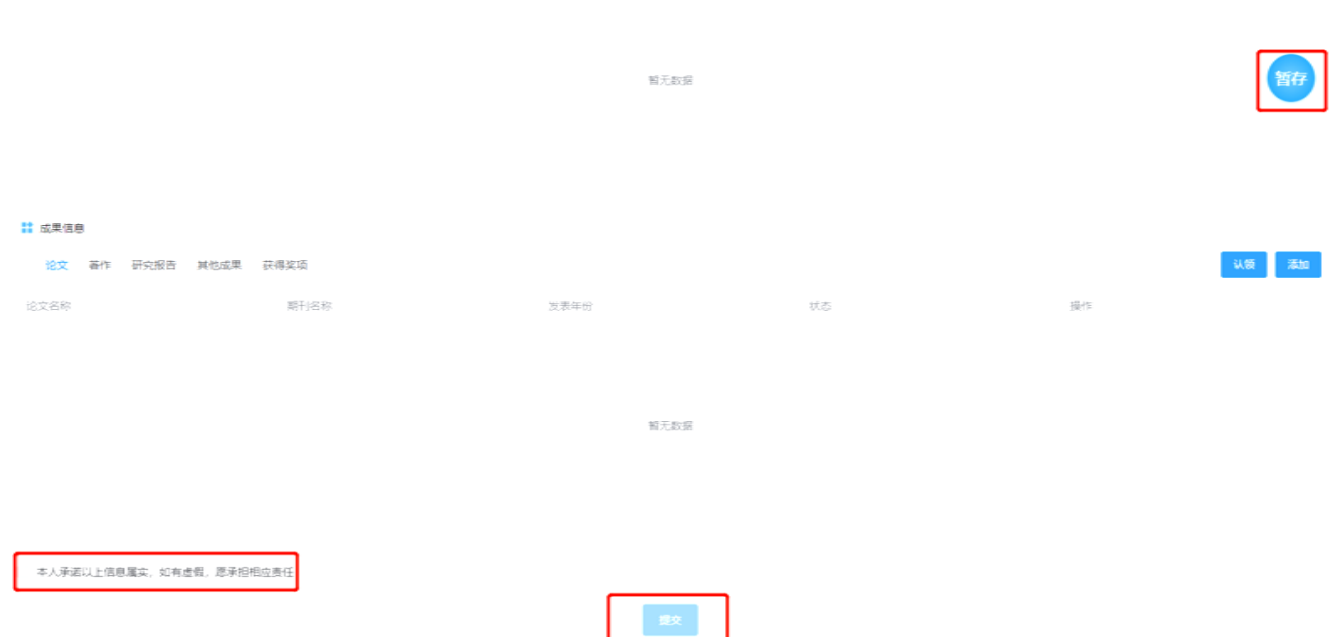 暂无数据
暂存
成果信息
论文 著作 研究报告 其他成果 获得奖项 认领 添加
论文名称 期刊名称 发表年份 状态 操作
暂无数据
本人承诺以上信息属实，如有虚假，愿承担相应责任
提交